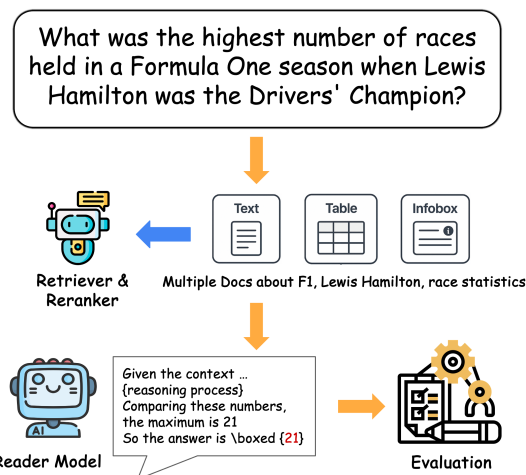 What was the highest number of races
held in a Formula One season when Lewis
Hamilton was the Drivers' Champion?
Text
Table
Infobox
Retriever &
Reranker
Multiple Docs about F1, Lewis Hamilton, race statistics
Given the context ...
{reasoning process}
Comparing these numbers,
the maximum is 21
So the answer is \boxed {21}
AI
Reader Model
Evaluation